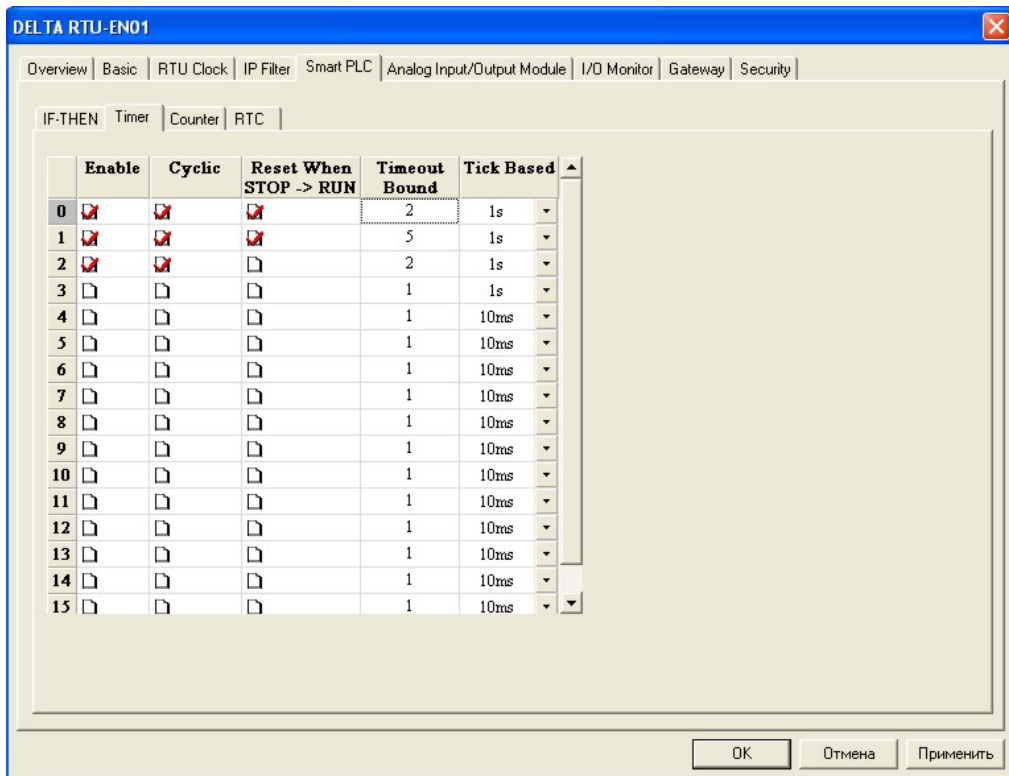 DELTA RTU-EN01
Overview Basic RTU Clock IP Filter Smart PLC Analog Input/Output Module I/O Monitor Gateway Security
IF-THEN Timer Counter RTC
Enable Cyclic Reset When STOP -> RUN Timeout Bound Tick Based
0 2 1s
1 5 1s
2 2 1s
3 1 1s
4 1 10ms
5 1 10ms
6 1 10ms
7 1 10ms
8 1 10ms
9 1 10ms
10 1 10ms
11 1 10ms
12 1 10ms
13 1 10ms
14 1 10ms
15 1 10ms
OK Отмена Применить